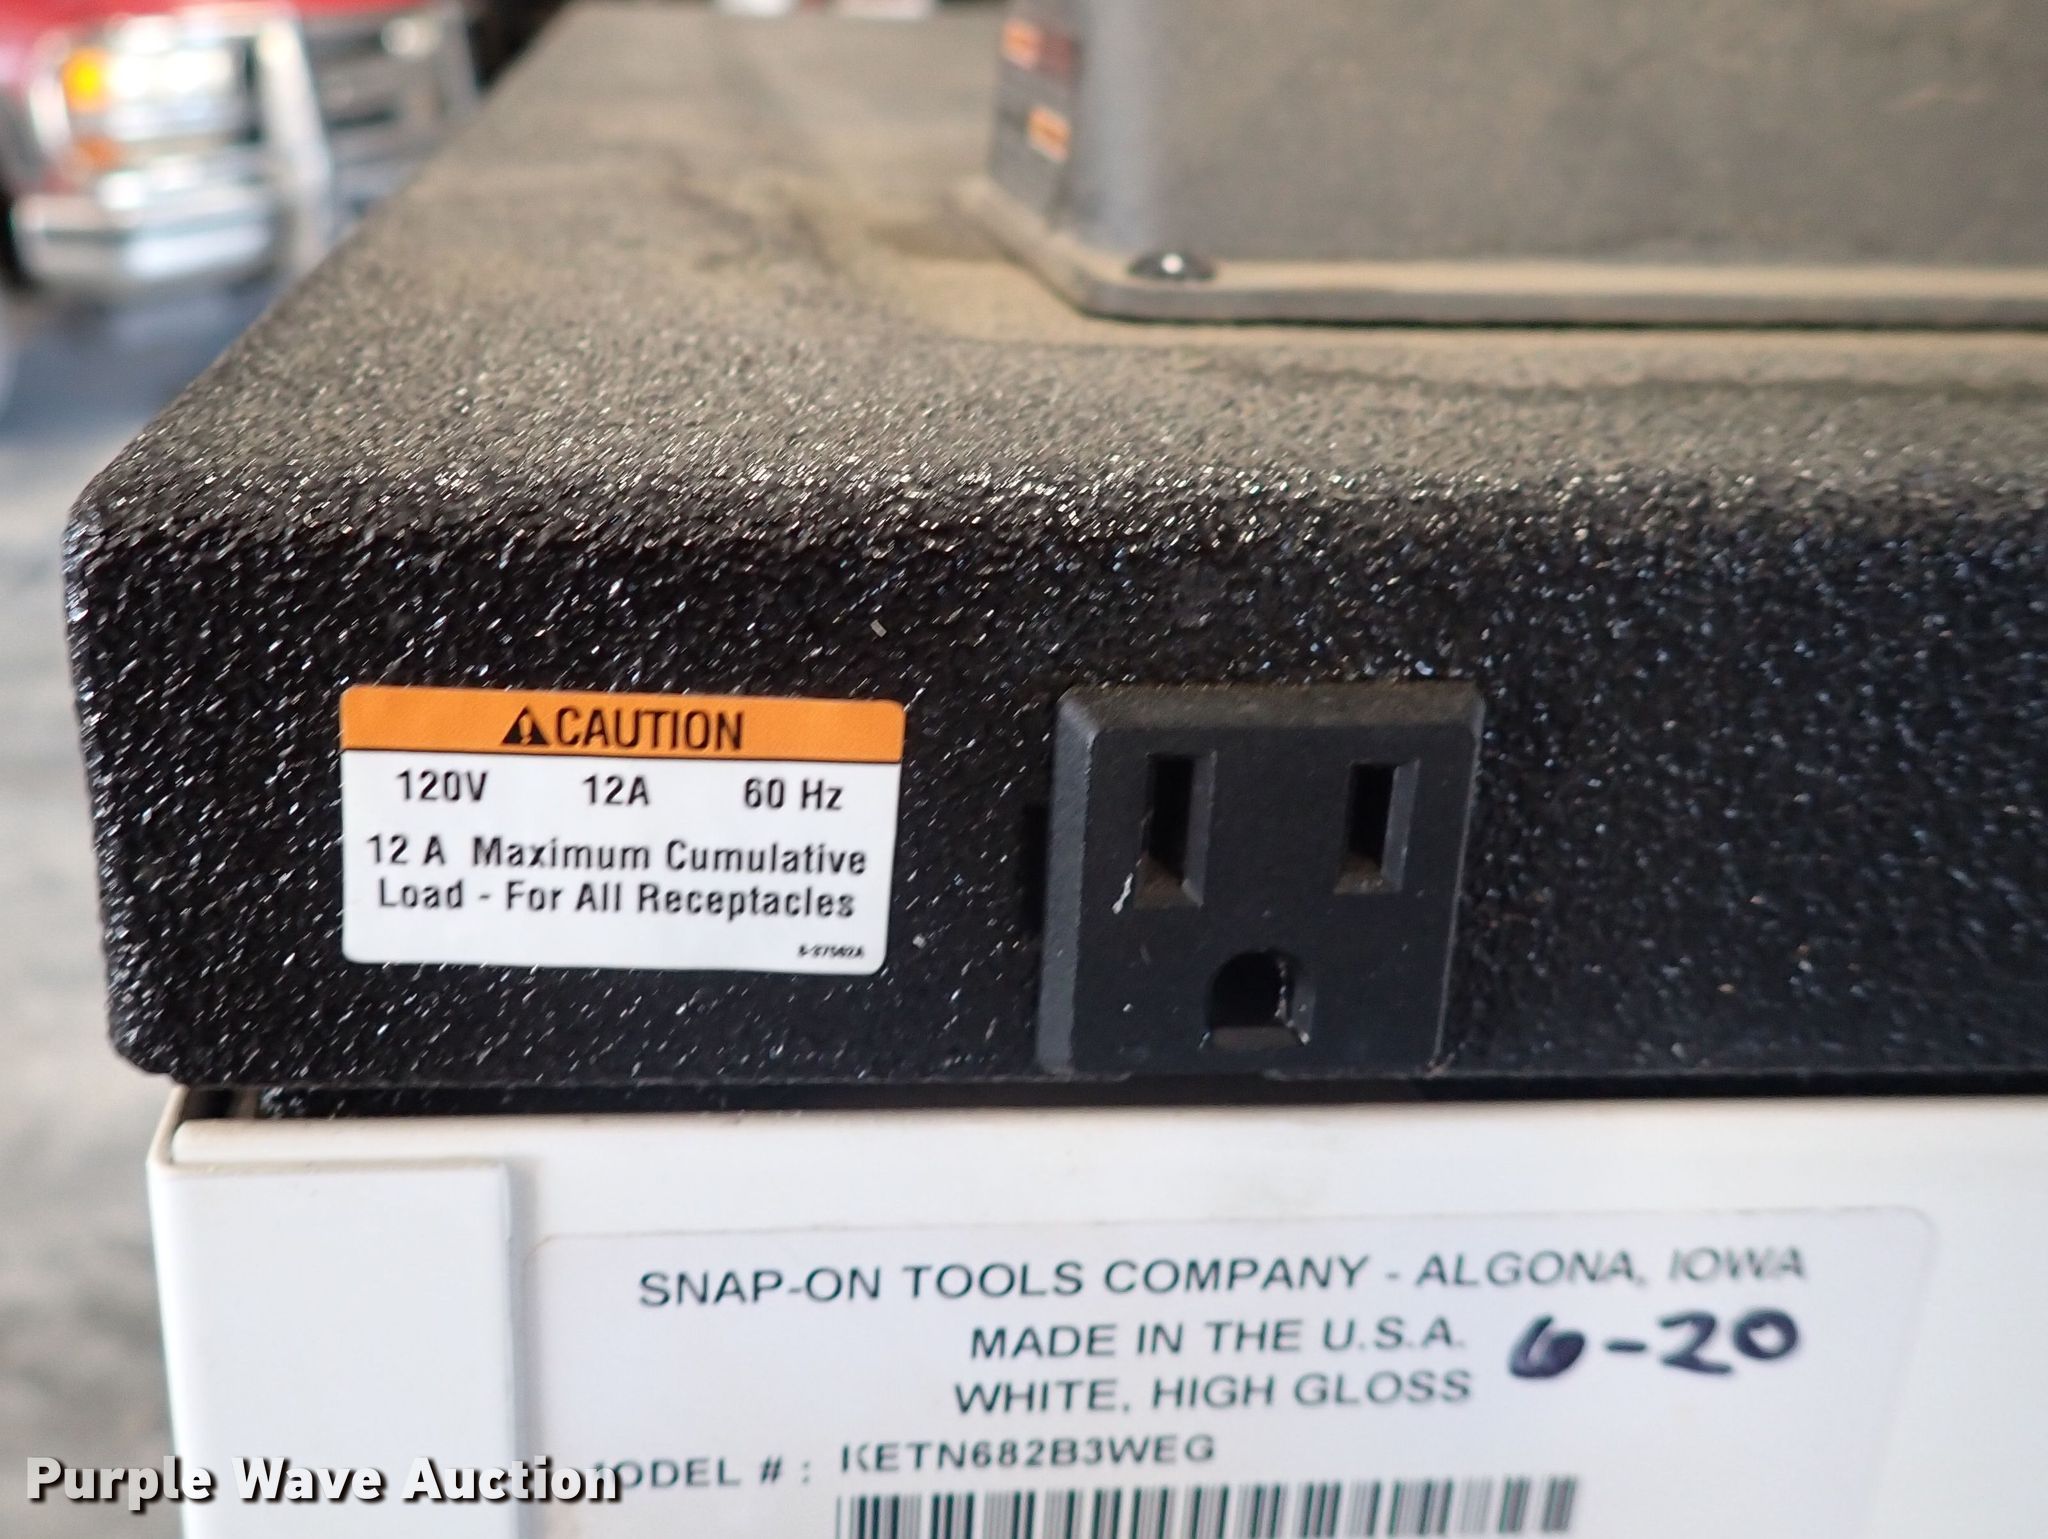 CAUTION
120V 12A 60 Hz
12 A Maximum Cumulative
Load - For All Receptacles
SNAP-ON TOOLS COMPANY - ALGONA, IOWA
MADE IN THE U.S.A. 6-20
WHITE, HIGH GLOSS
MODEL # : KETN682B3WEG
Purple Wave Auction